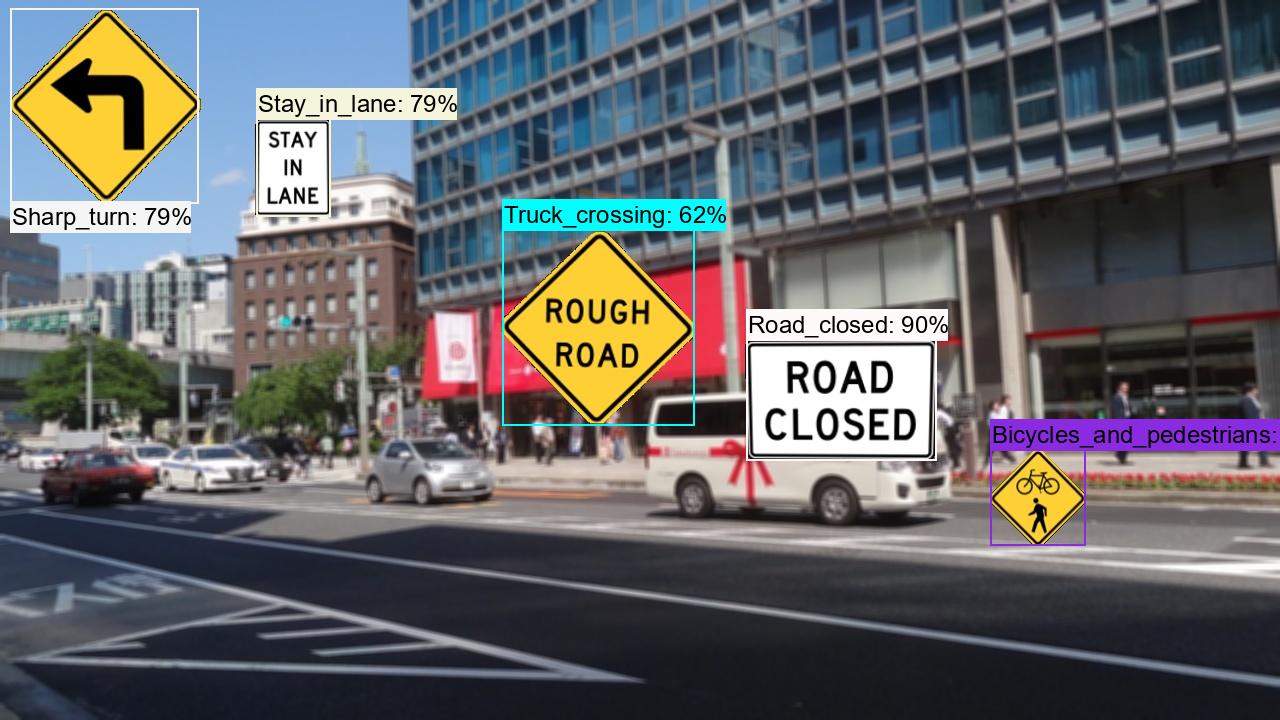 Stay_in_lane: 79%
STAY
IN
LANE
Sharp_turn: 79%
Truck_crossing: 62%
ROUGH
ROAD
Road_closed: 90%
ROAD
CLOSED
Bicycles_and_pedestrians: